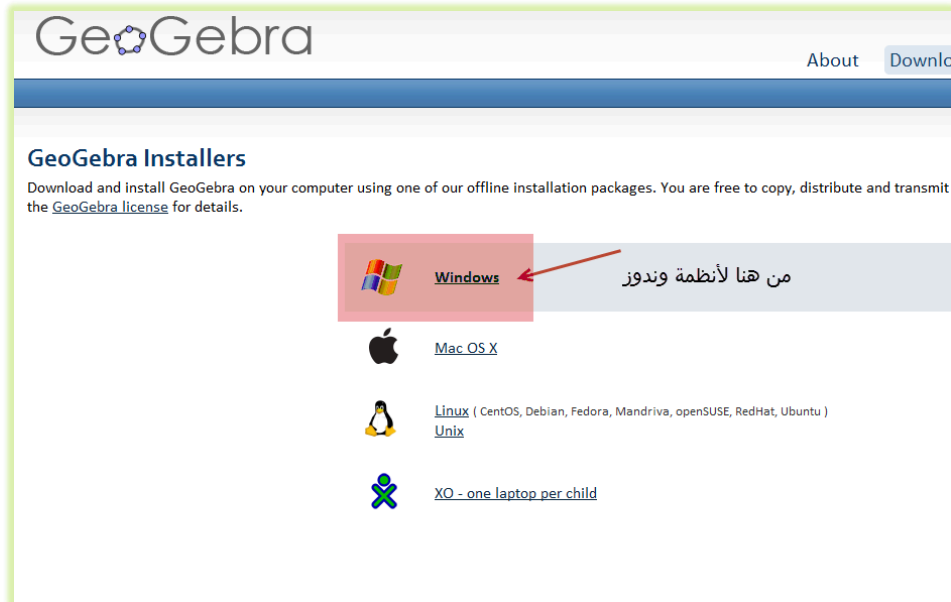 GeoGebra
About Downlo
GeoGebra Installers
Download and install GeoGebra on your computer using one of our offline installation packages. You are free to copy, distribute and transmit
the GeoGebra license for details.
Windows من هنا لأنظمة وندوز
Mac OS X
Linux ( CentOS, Debian, Fedora, Mandriva, openSUSE, RedHat, Ubuntu )
Unix
XO - one laptop per child